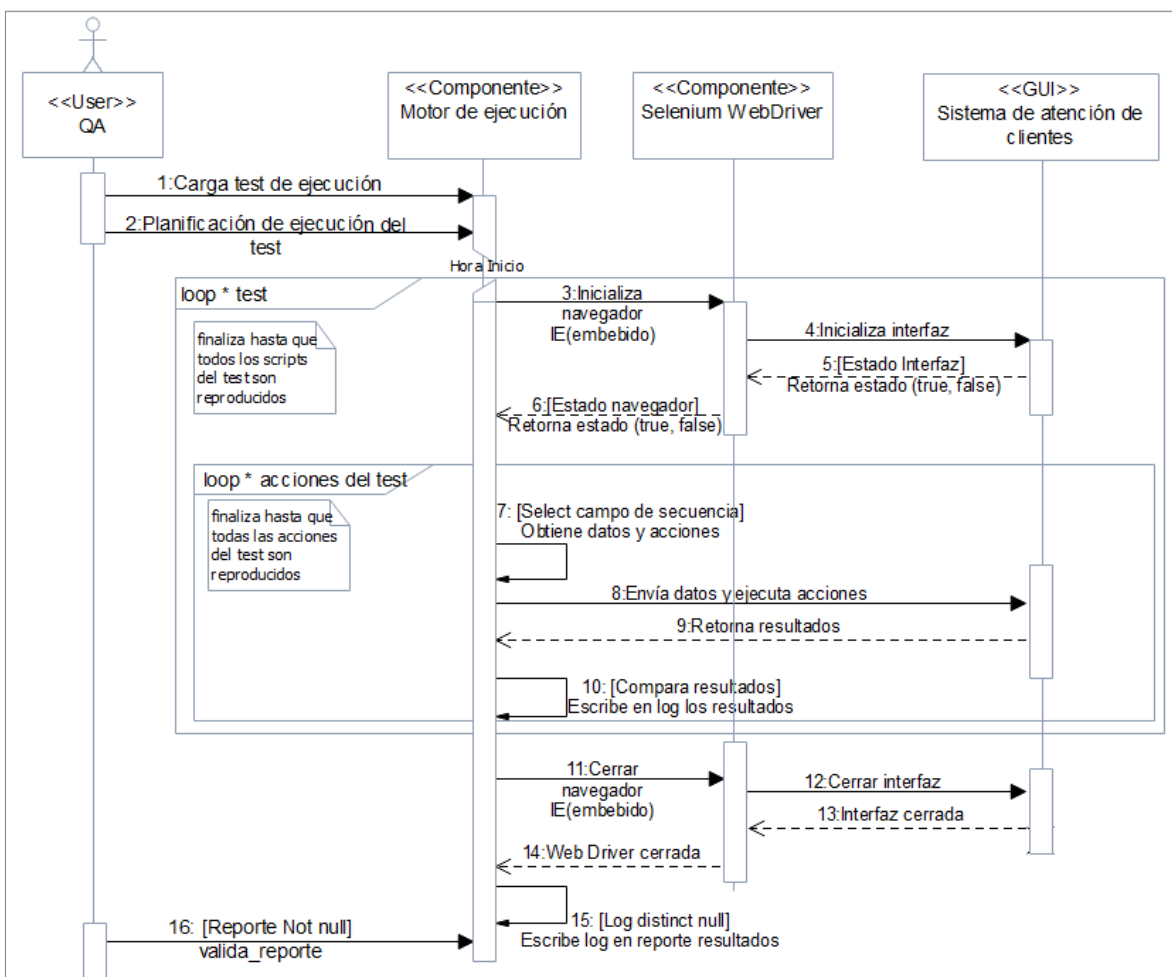 <<User>>
QA
<<Componente>>
Motor de ejecución
<<Componente>>
Selenium WebDriver
<<GUI>>
Sistema de atención de
clientes
1:Carga test de ejecución
2:Planificación de ejecución del
test
Hora Inicio
loop * test
finaliza hasta que
todos los scripts
del test son
reproducidos
3:Inicializa
navegador
IE(embebido)
4:Inicializa interfaz
5:[Estado Interfaz]
Retorna estado (true, false)
6:[Estado navegador]
Retorna estado (true, false)
loop * acciones del test
finaliza hasta que
todas las acciones
del test son
reproducidos
7: [Select campo de secuencia]
Obtiene datos y acciones
8:Envía datos y ejecuta acciones
9:Retorna resultados
10: [Compara resultados]
Escribe en log los resultados
11:Cerrar
navegador
IE(embebido)
12:Cerrar interfaz
13:Interfaz cerrada
14:Web Driver cerrada
15: [Log distinct null]
Escribe log en reporte resultados
16: [Reporte Not null]
valida_reporte